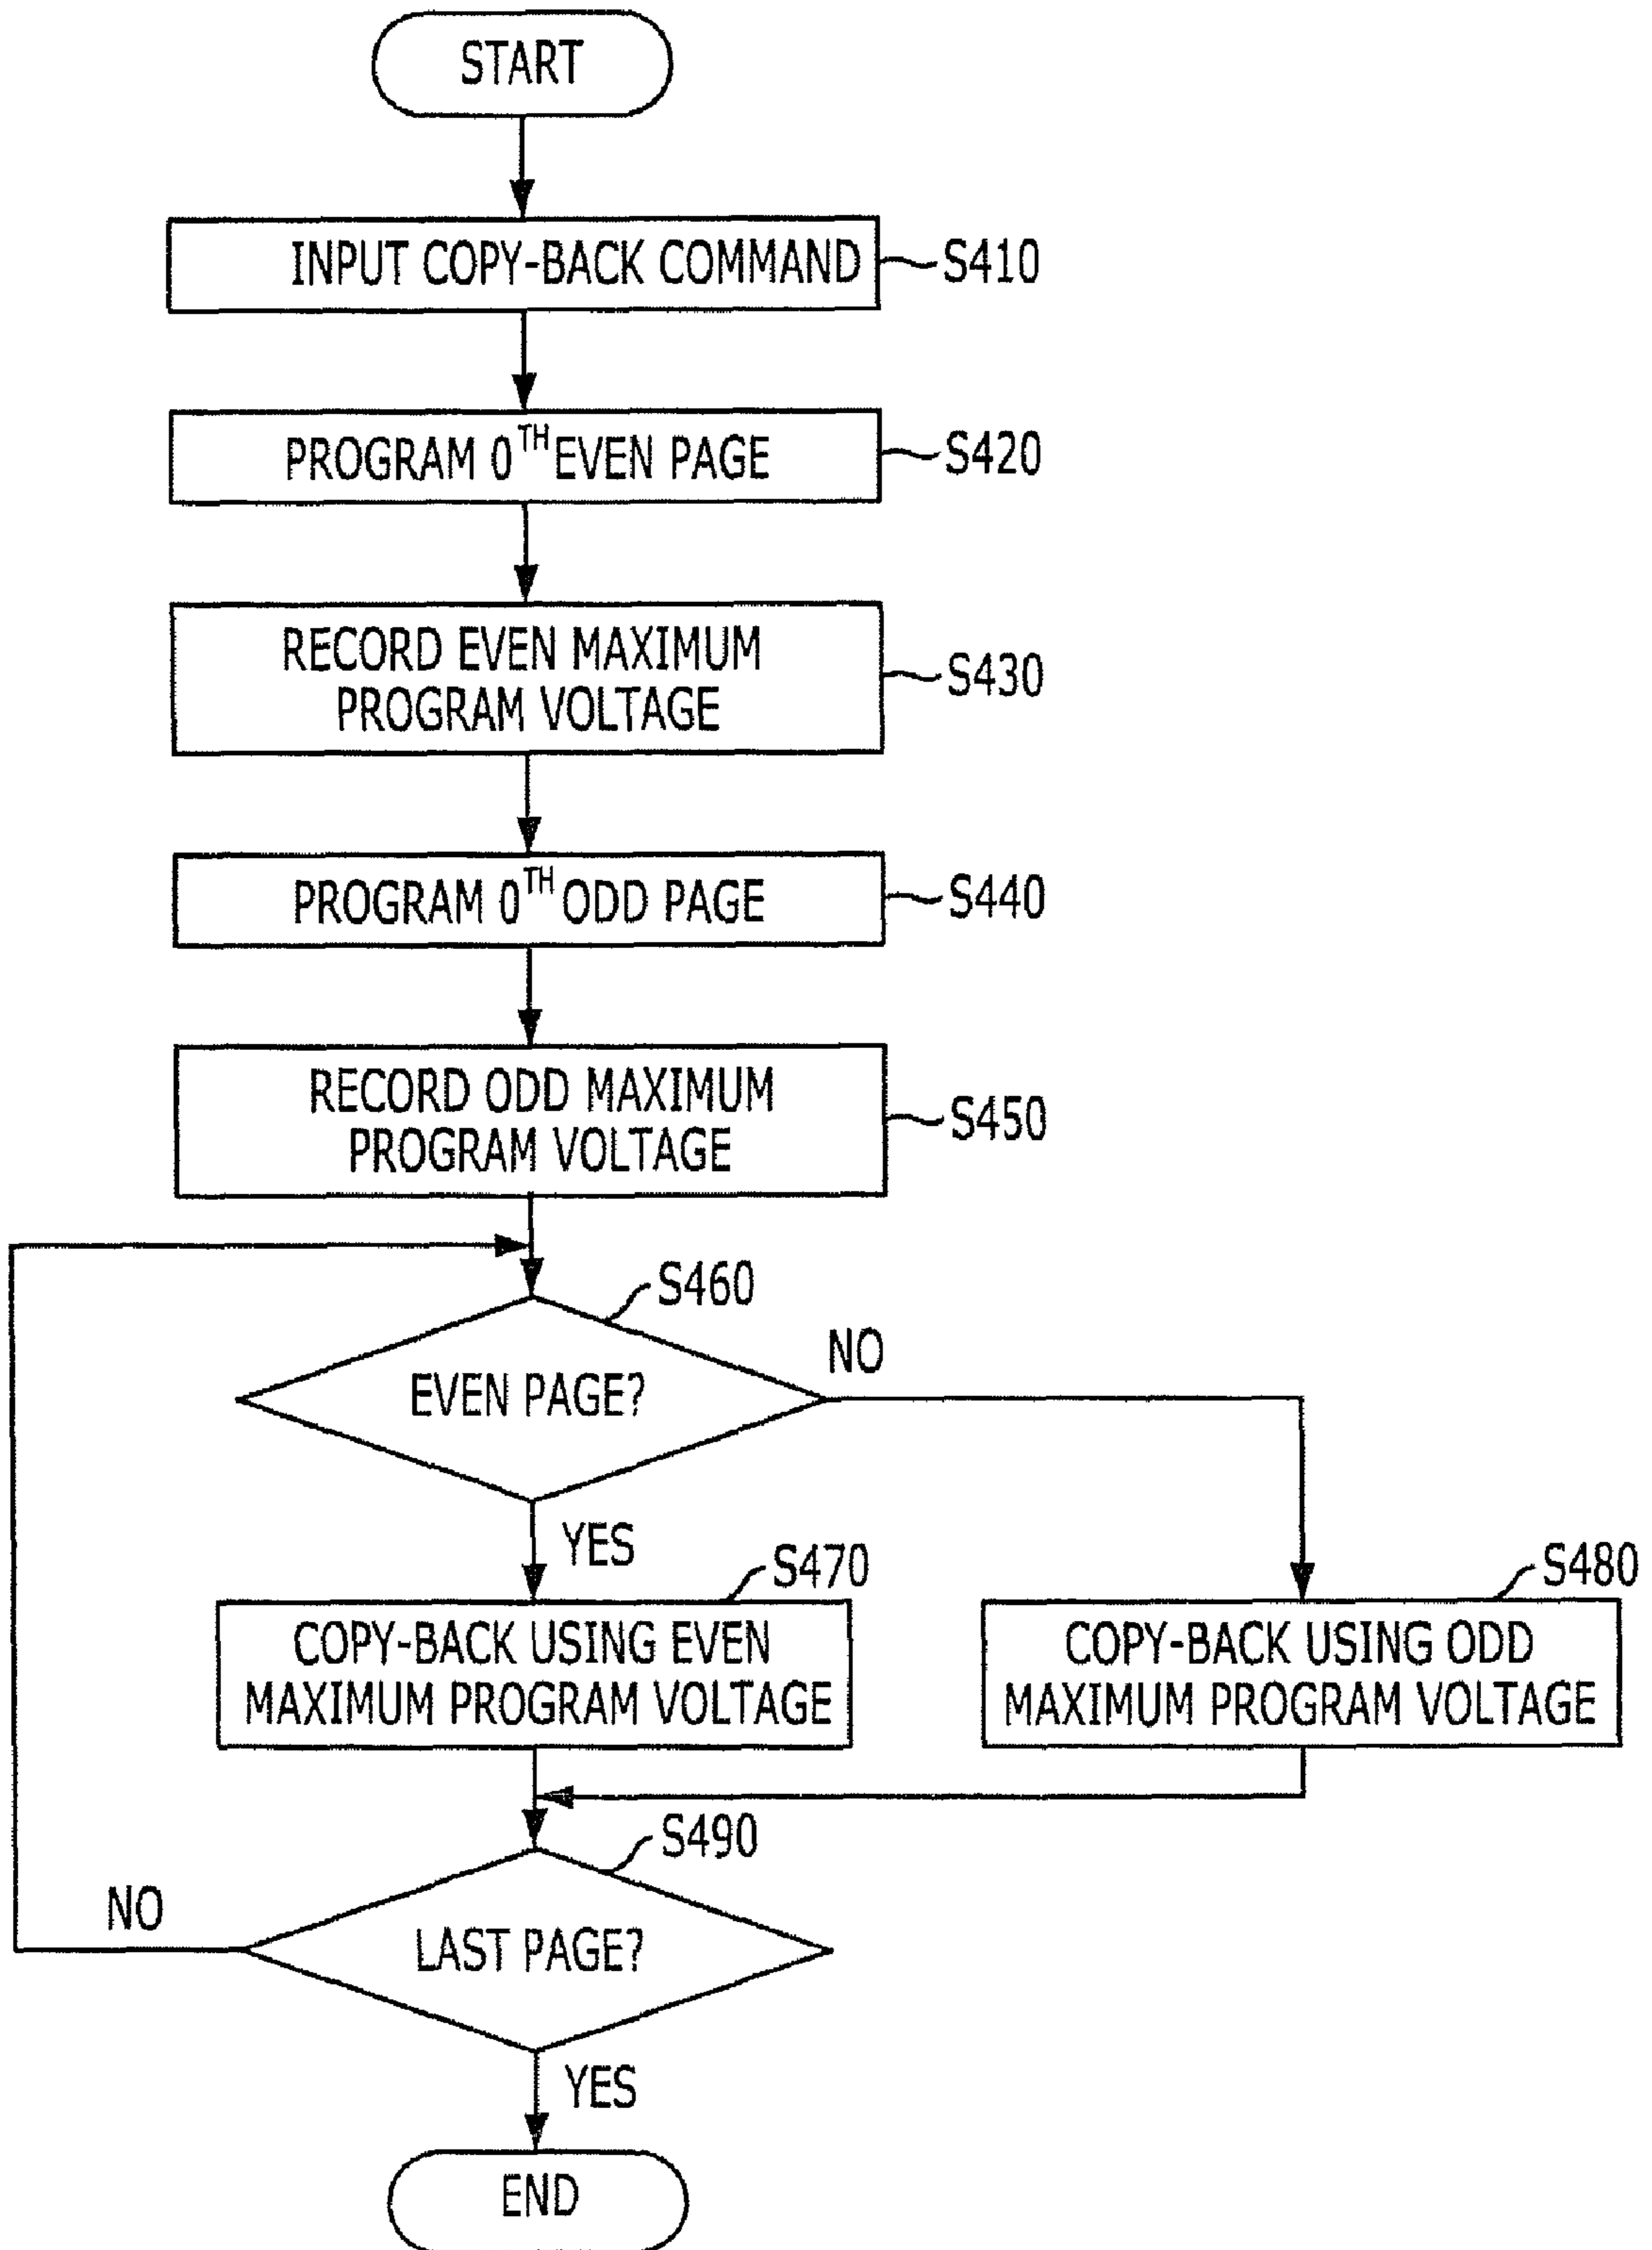 START
INPUT COPY-BACK COMMAND
S410
PROGRAM 0TH EVEN PAGE
S420
RECORD EVEN MAXIMUM
PROGRAM VOLTAGE
S430
PROGRAM 0TH ODD PAGE
S440
RECORD ODD MAXIMUM
PROGRAM VOLTAGE
S450
S460
EVEN PAGE?
NO
YES
S470
COPY-BACK USING EVEN
MAXIMUM PROGRAM VOLTAGE
S480
COPY-BACK USING ODD
MAXIMUM PROGRAM VOLTAGE
S490
LAST PAGE?
NO
YES
END